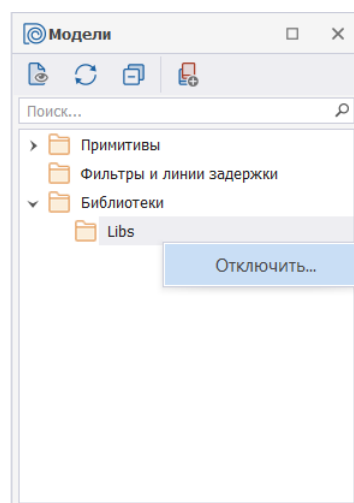 Модели
Поиск...
Примитивы
Фильтры и линии задержки
Библиотеки
Libs
Отключить...